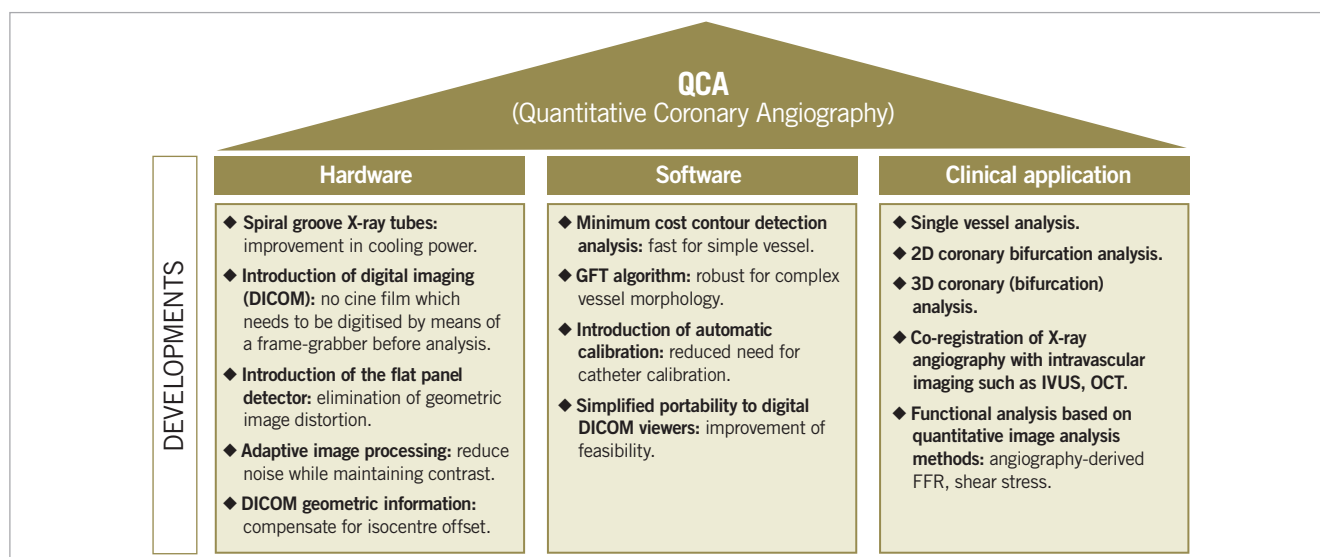 QCA
(Quantitative Coronary Angiography)
DEVELOPMENTS
Hardware
◆ Spiral groove X-ray tubes:
improvement in cooling power.
◆ Introduction of digital imaging
(DICOM): no cine film which
needs to be digitised by means of
a frame-grabber before analysis.
◆ Introduction of the flat panel
detector: elimination of geometric
image distortion.
◆ Adaptive image processing: reduce
noise while maintaining contrast.
◆ DICOM geometric information:
compensate for isocentre offset.
Software
◆ Minimum cost contour detection
analysis: fast for simple vessel.
◆ GFT algorithm: robust for complex
vessel morphology.
◆ Introduction of automatic
calibration: reduced need for
catheter calibration.
◆ Simplified portability to digital
DICOM viewers: improvement of
feasibility.
Clinical application
◆ Single vessel analysis.
◆ 2D coronary bifurcation analysis.
◆ 3D coronary (bifurcation)
analysis.
◆ Co-registration of X-ray
angiography with intravascular
imaging such as IVUS, OCT.
◆ Functional analysis based on
quantitative image analysis
methods: angiography-derived
FFR, shear stress.